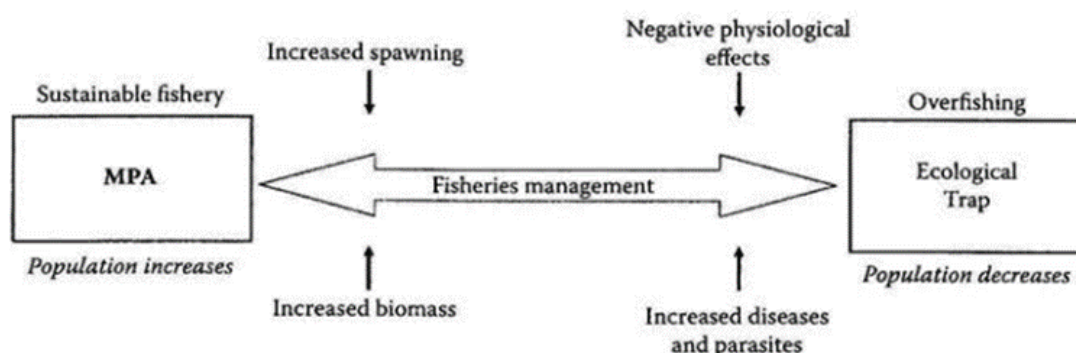 Increased spawning
Negative physiological
effects
Sustainable fishery
Overfishing
MPA
Fisheries management
Ecological
Trap
Population increases
Population decreases
Increased biomass
Increased diseases
and parasites